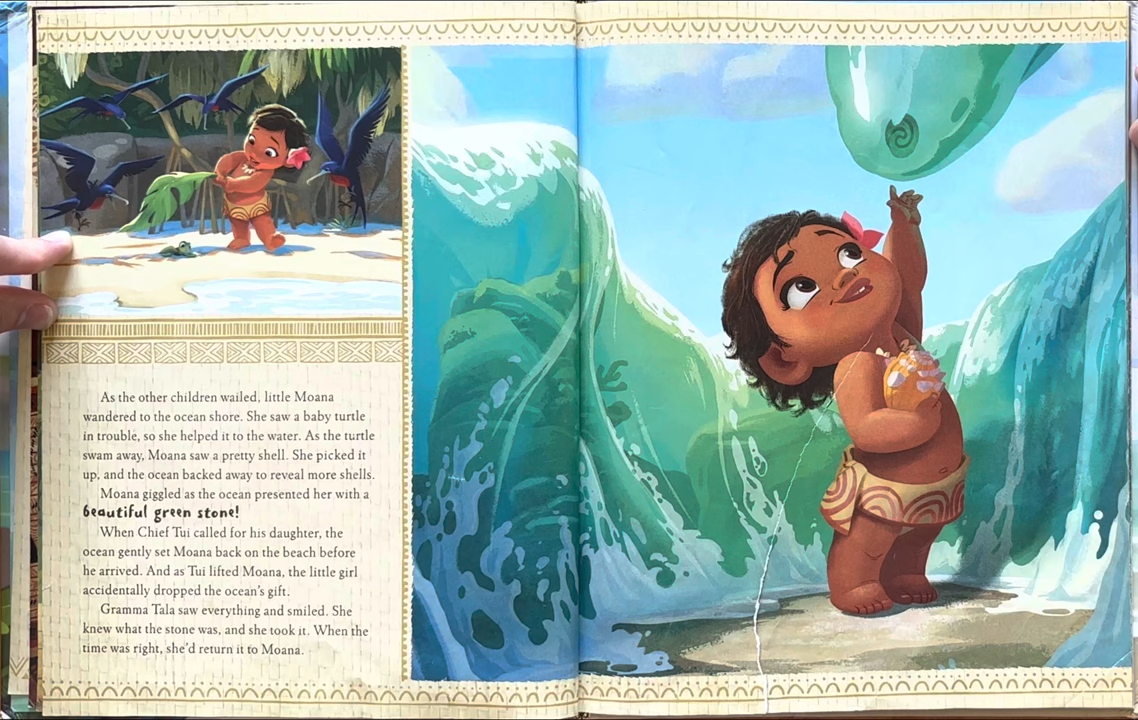 As the other children wailed, little Moana
wandered to the ocean shore. She saw a baby turtle
in trouble, so she helped it to the water. As the turtle
swam away, Moana saw a pretty shell. She picked it
up, and the ocean backed away to reveal more shells.
Moana giggled as the ocean presented her with a
beautiful green stone!
When Chief Tui called for his daughter, the
ocean gently set Moana back on the beach before
he arrived. And as Tui lifted Moana, the little girl
accidentally dropped the ocean's gift.
Gramma Tala saw everything and smiled. She
knew what the stone was, and she took it. When the
time was right, she'd return it to Moana.